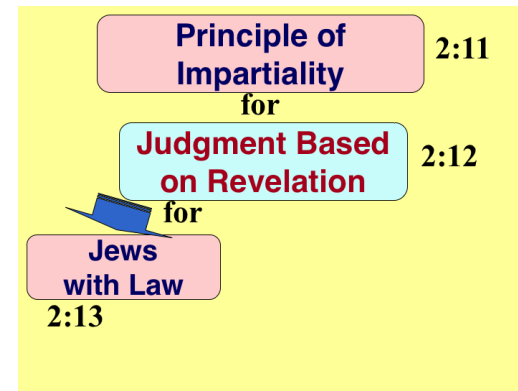 Principle of
Impartiality
2:11
for
Judgment Based
on Revelation
2:12
for
Jews
with Law
2:13